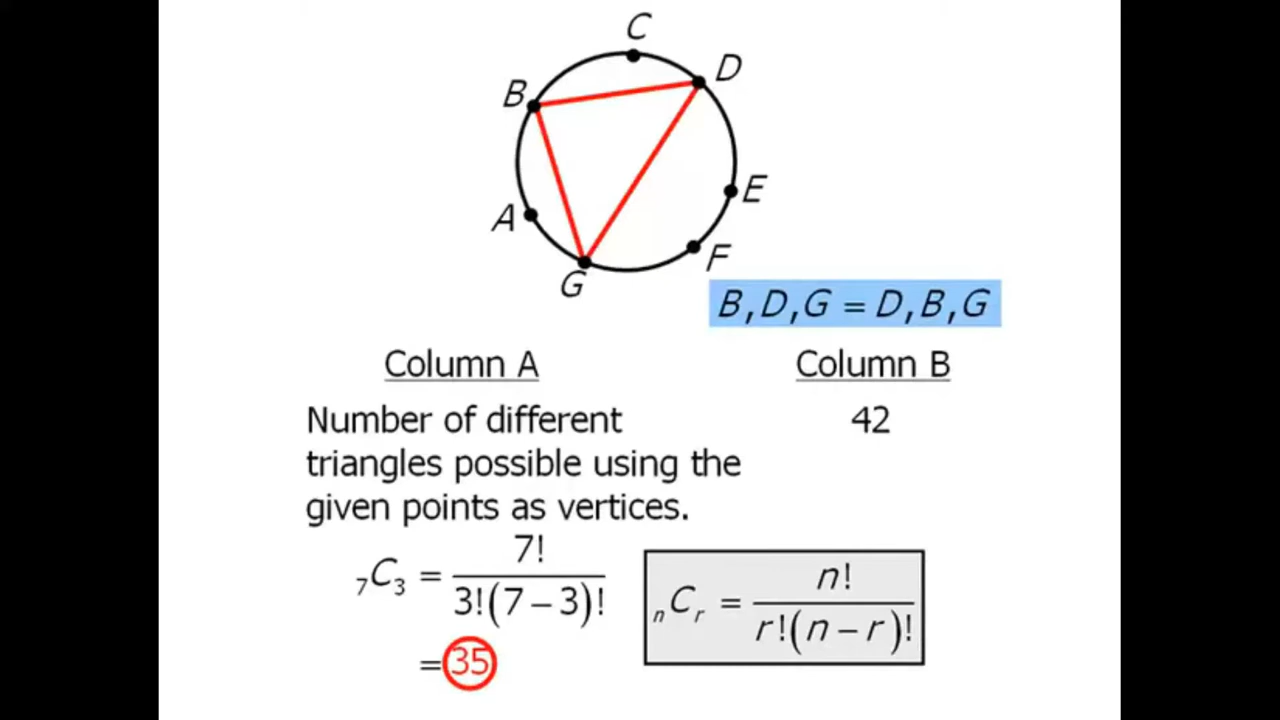 C
D
B
E
A
F
G
B,D,G = D,B,G
Column A
Column B
Number of different
42
triangles possible using the
given points as vertices.
₇C₃ = 7! / 3!(7 – 3)!
ₙCᵣ = n! / r!(n – r)!
= 35